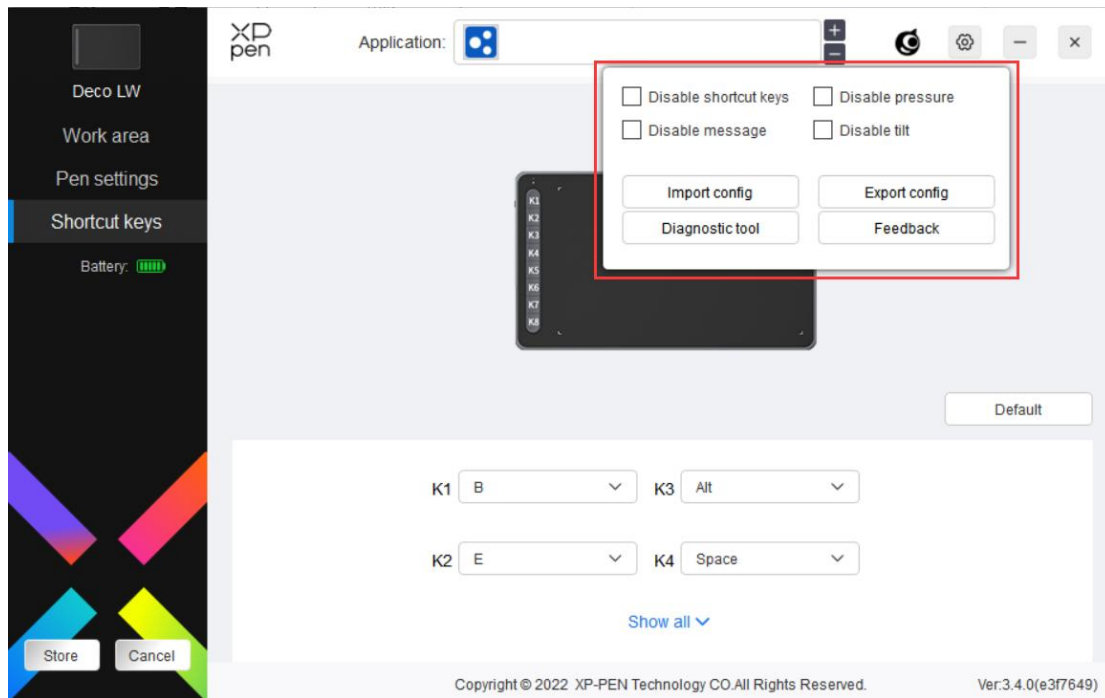 XP
pen
Application:
Deco LW
Work area
Pen settings
Shortcut keys
Battery:
Disable shortcut keys
Disable pressure
Disable message
Disable tilt
Import config
Export config
Diagnostic tool
Feedback
K1
K2
K3
K4
K5
K6
K7
K8
Default
K1 B
K3 Alt
K2 E
K4 Space
Show all
Store
Cancel
Copyright © 2022 XP-PEN Technology CO.All Rights Reserved.
Ver:3.4.0(e3f7649)